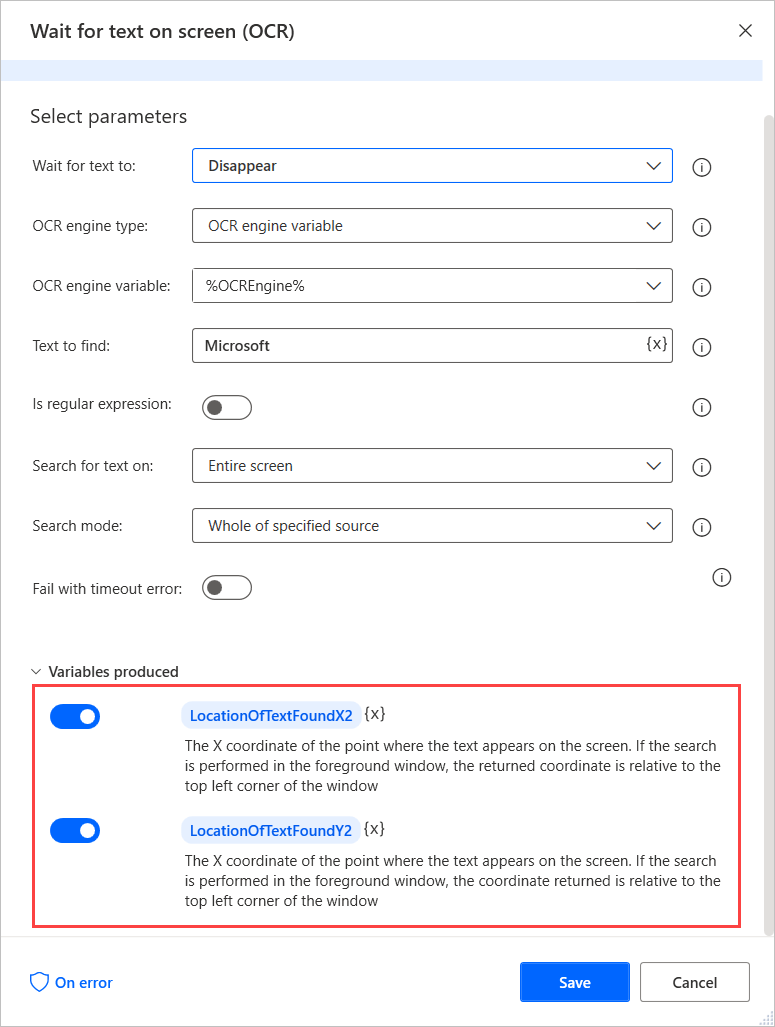 Wait for text on screen (OCR)
Select parameters
Wait for text to: Disappear
OCR engine type: OCR engine variable
OCR engine variable: %OCREngine%
Text to find: Microsoft {x}
Is regular expression:
Search for text on: Entire screen
Search mode: Whole of specified source
Fail with timeout error:
Variables produced
LocationOfTextFoundX2 {x}
The X coordinate of the point where the text appears on the screen. If the search
is performed in the foreground window, the returned coordinate is relative to the
top left corner of the window
LocationOfTextFoundY2 {x}
The X coordinate of the point where the text appears on the screen. If the search
is performed in the foreground window, the coordinate returned is relative to the
top left corner of the window
On error
Save
Cancel